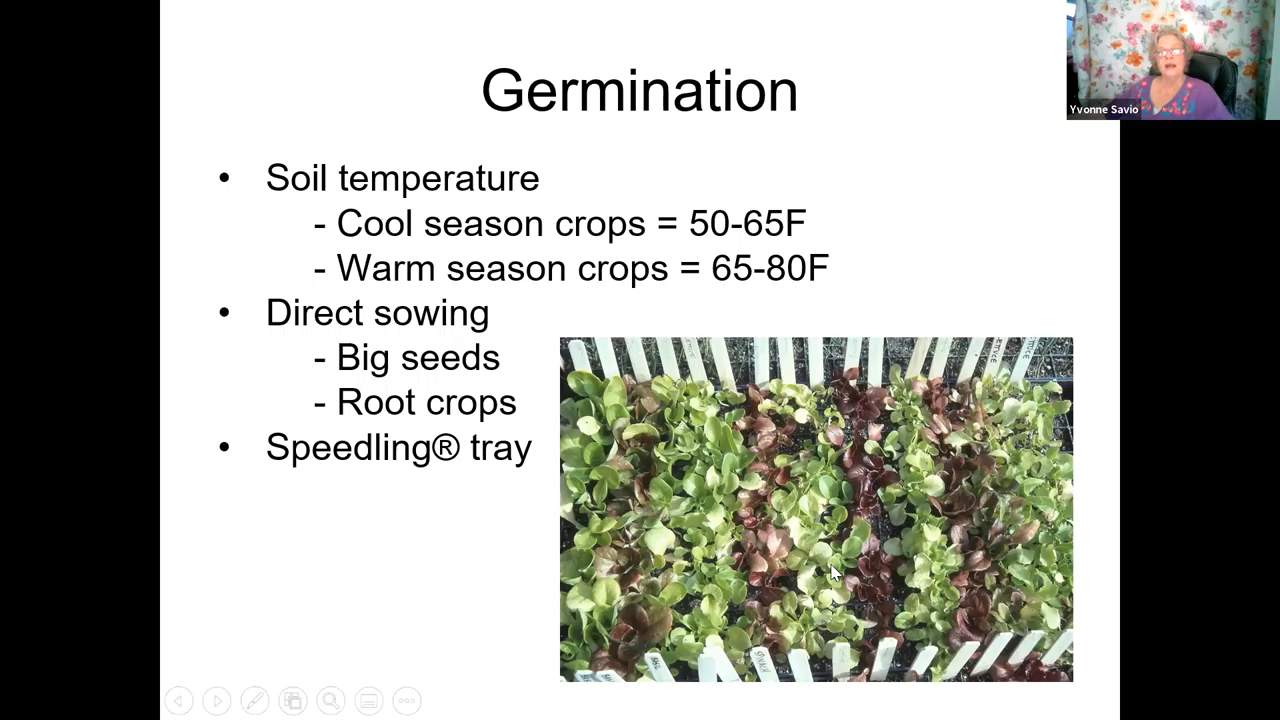 Germination
Yvonne Savio
• Soil temperature
- Cool season crops = 50-65F
- Warm season crops = 65-80F
• Direct sowing
- Big seeds
- Root crops
• Speedling® tray
SPINACH